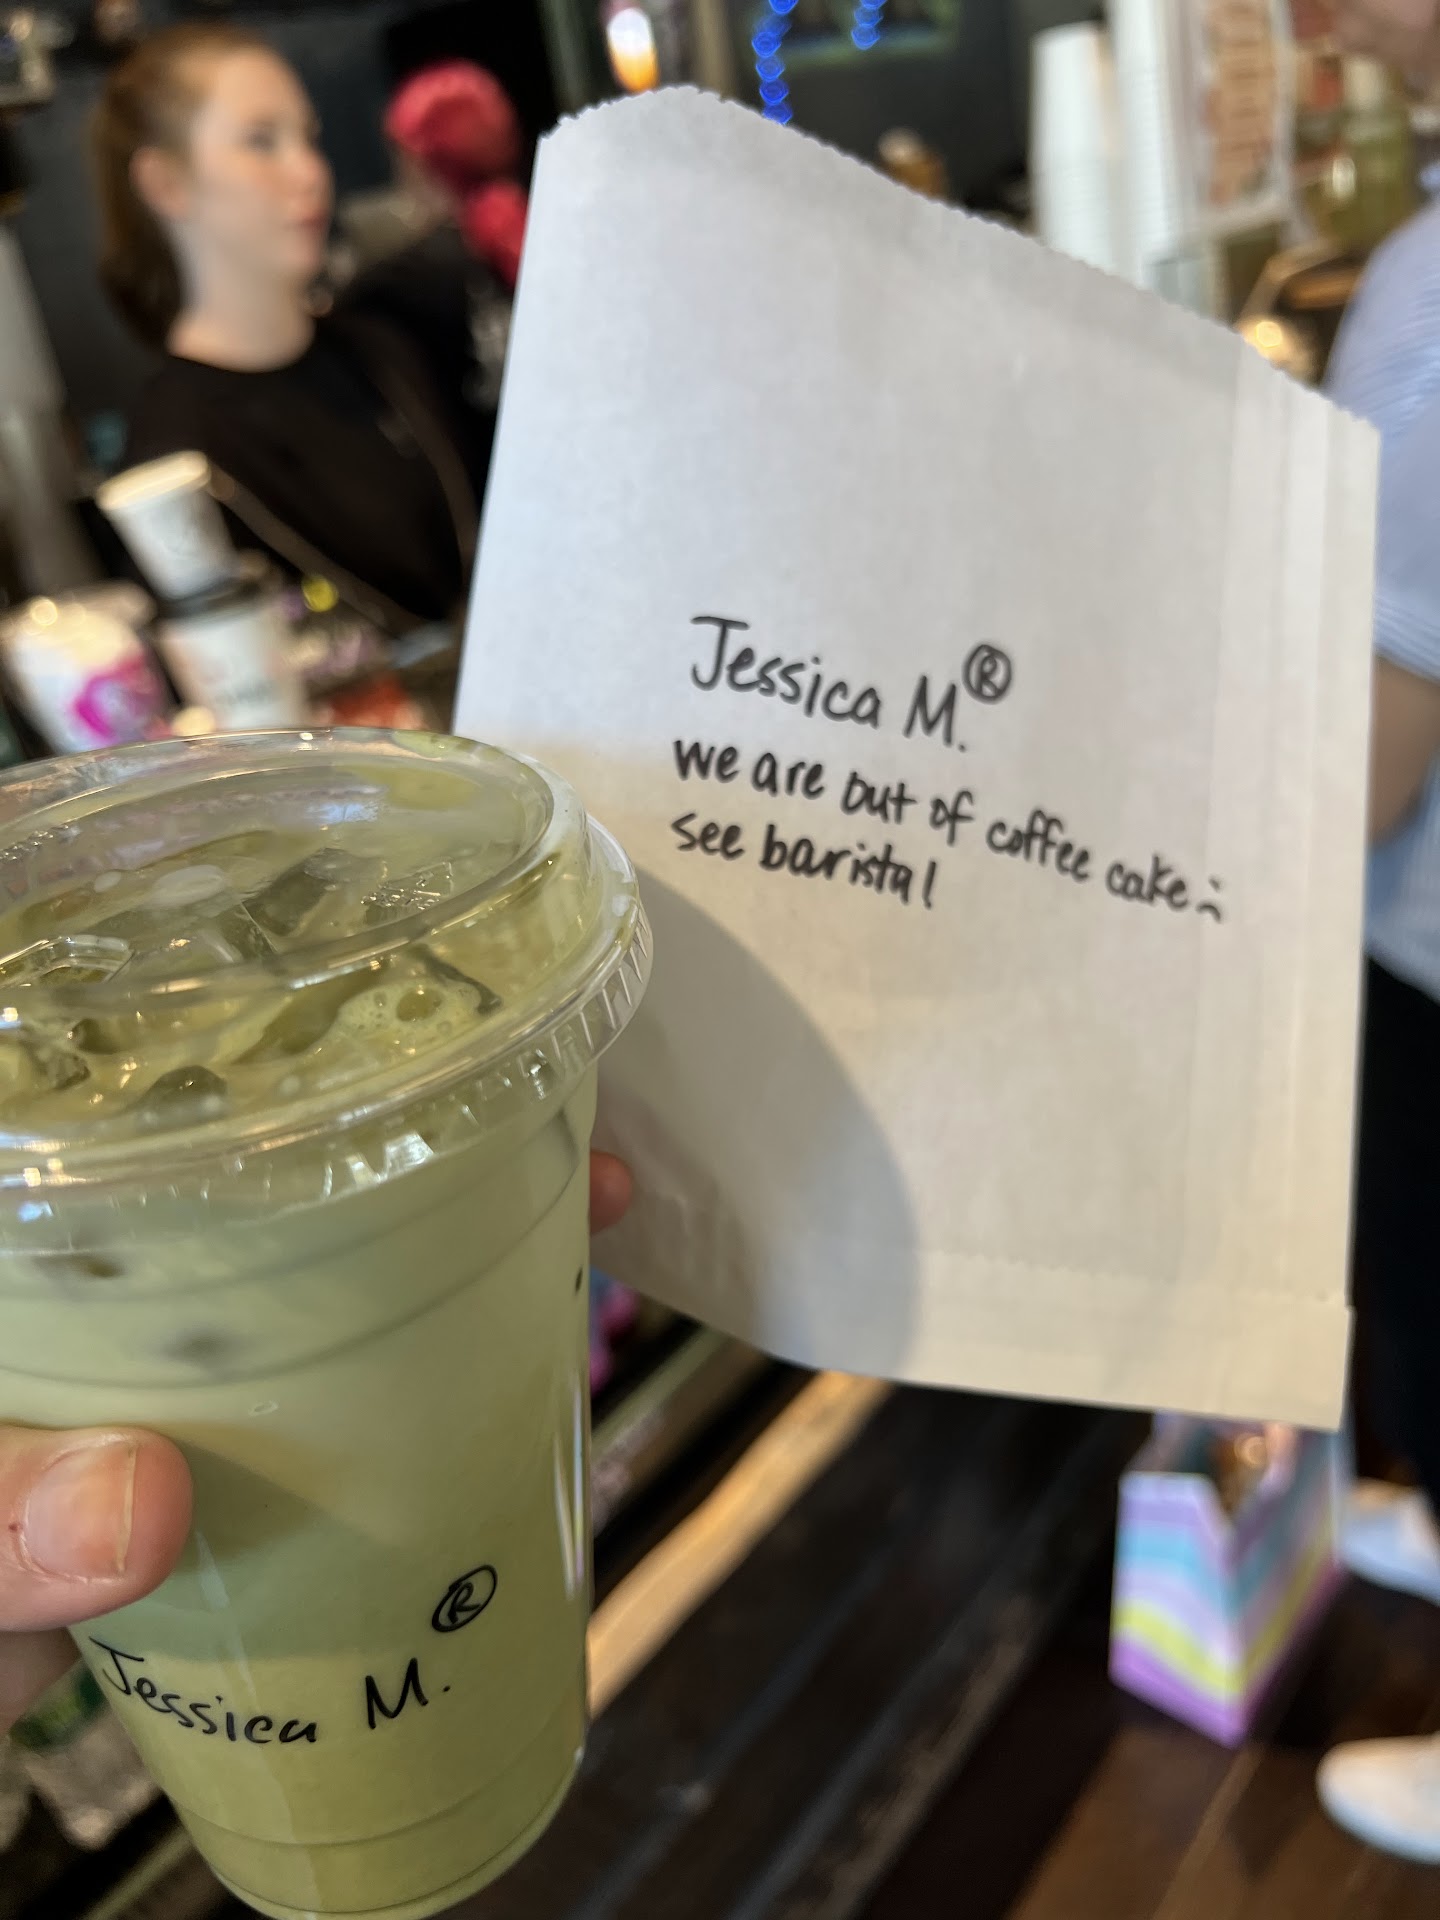 Jessica M. ®
we are out of coffee cake :(
see barista!
®
Jessica M.